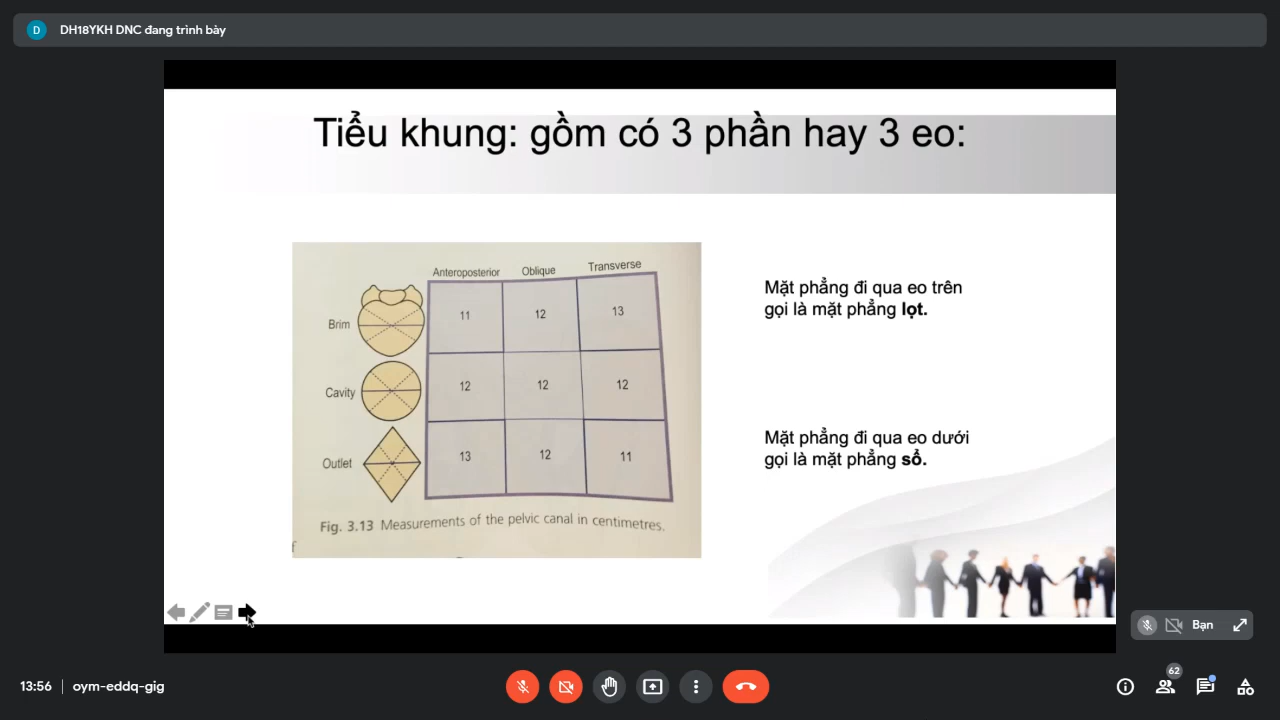 D
DH18YKH DNC đang trình bày
Tiểu khung: gồm có 3 phần hay 3 eo:
Anteroposterior Oblique Transverse
Brim 11 12 13
Cavity 12 12 12
Outlet 13 12 11
Fig. 3.13 Measurements of the pelvic canal in centimetres.
f
Mặt phẳng đi qua eo trên
gọi là mặt phẳng lọt.
Mặt phẳng đi qua eo dưới
gọi là mặt phẳng sổ.
Bạn
13:56 | oym-eddq-gig
62